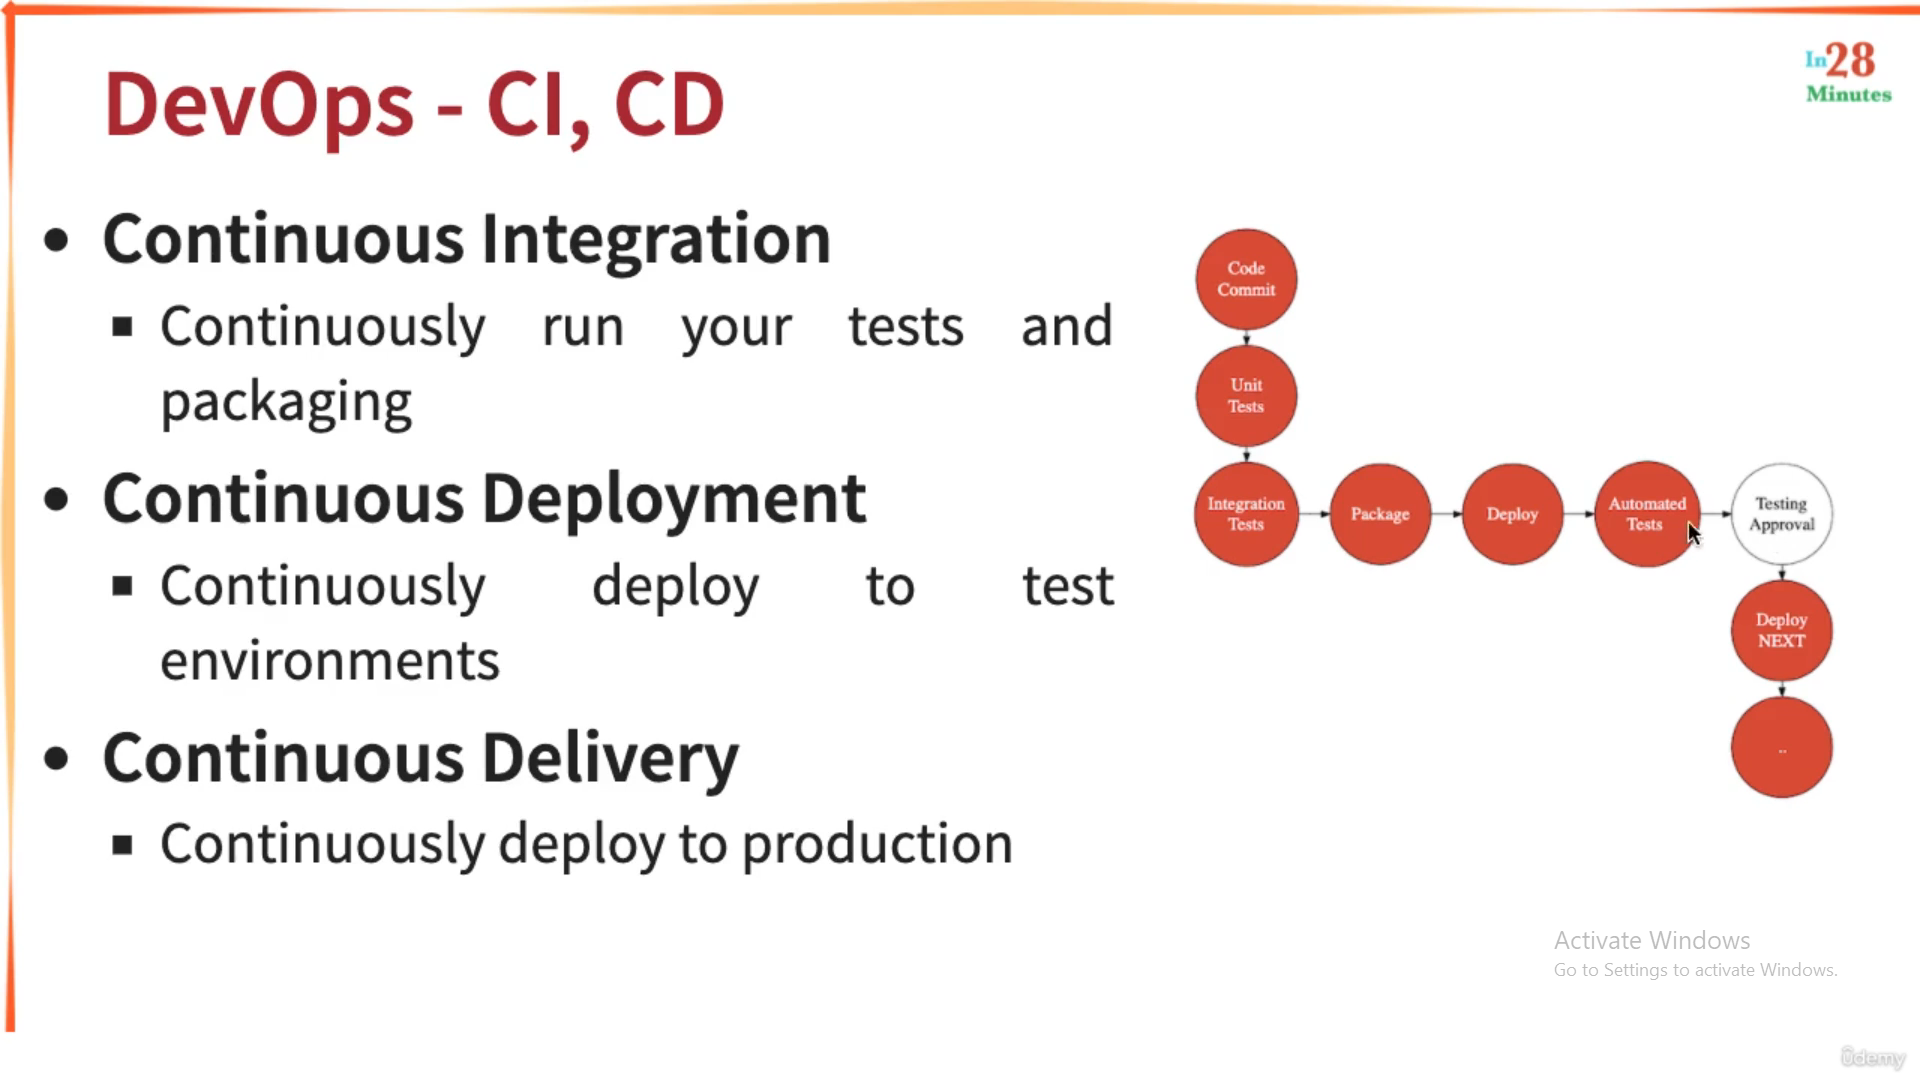 In28
Minutes
DevOps - CI, CD
• Continuous Integration
▪ Continuously run your tests and
packaging
• Continuous Deployment
▪ Continuously deploy to test
environments
• Continuous Delivery
▪ Continuously deploy to production
Code
Commit
Unit
Tests
Integration
Tests
Package
Deploy
Automated
Tests
Testing
Approval
Deploy
NEXT
..
Activate Windows
Go to Settings to activate Windows.
ûdemy